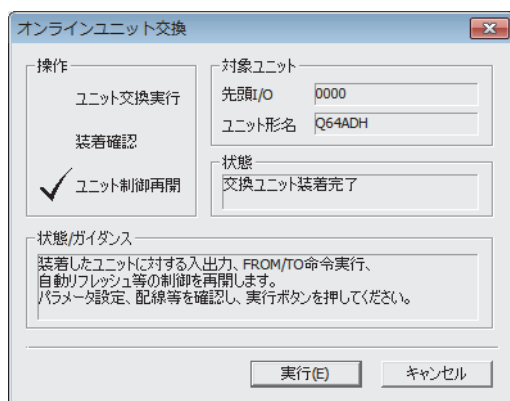 オンラインユニット交換
操作
ユニット交換実行
装着確認
ユニット制御再開
対象ユニット
先頭I/O 0000
ユニット形名 Q64ADH
状態
交換ユニット装着完了
状態/ガイダンス
装着したユニットに対する入出力、FROM/TO命令実行、
自動リフレッシュ等の制御を再開します。
パラメータ設定、配線等を確認し、実行ボタンを押してください。
実行(E) キャンセル